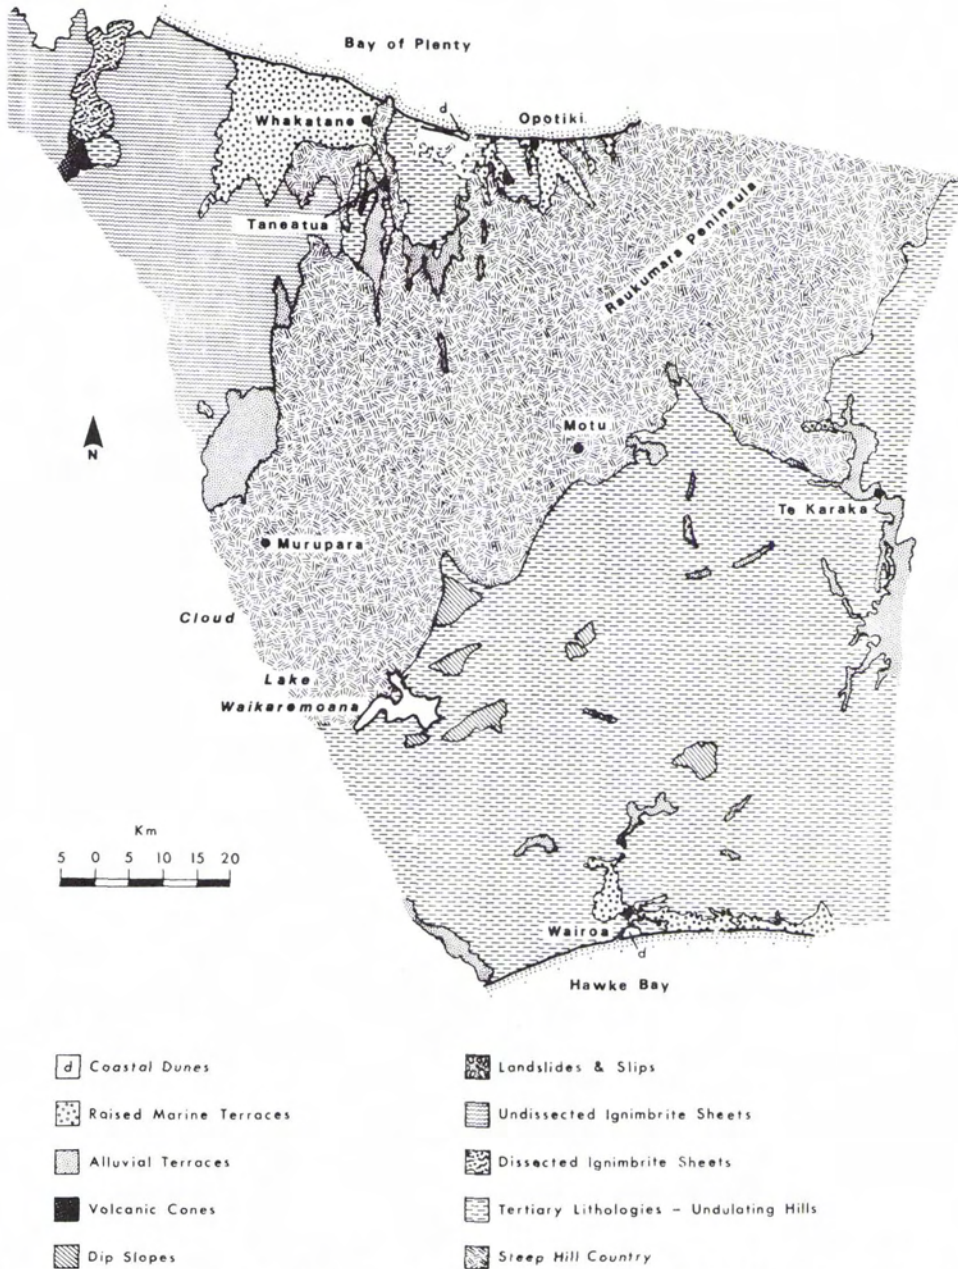 Bay of Plenty
d
Whakatane
Opotiki
Taneatua
Raukumara Peninsula
N
Motu
Te Karaka
Murupara
Cloud
Lake
Waikaremoana
Km
5 0 5 10 15 20
Wairoa
d
Hawke Bay
d Coastal Dunes
Raised Marine Terraces
Alluvial Terraces
Volcanic Cones
Dip Slopes
Landslides & Slips
Undissected Ignimbrite Sheets
Dissected Ignimbrite Sheets
Tertiary Lithologies – Undulating Hills
Steep Hill Country